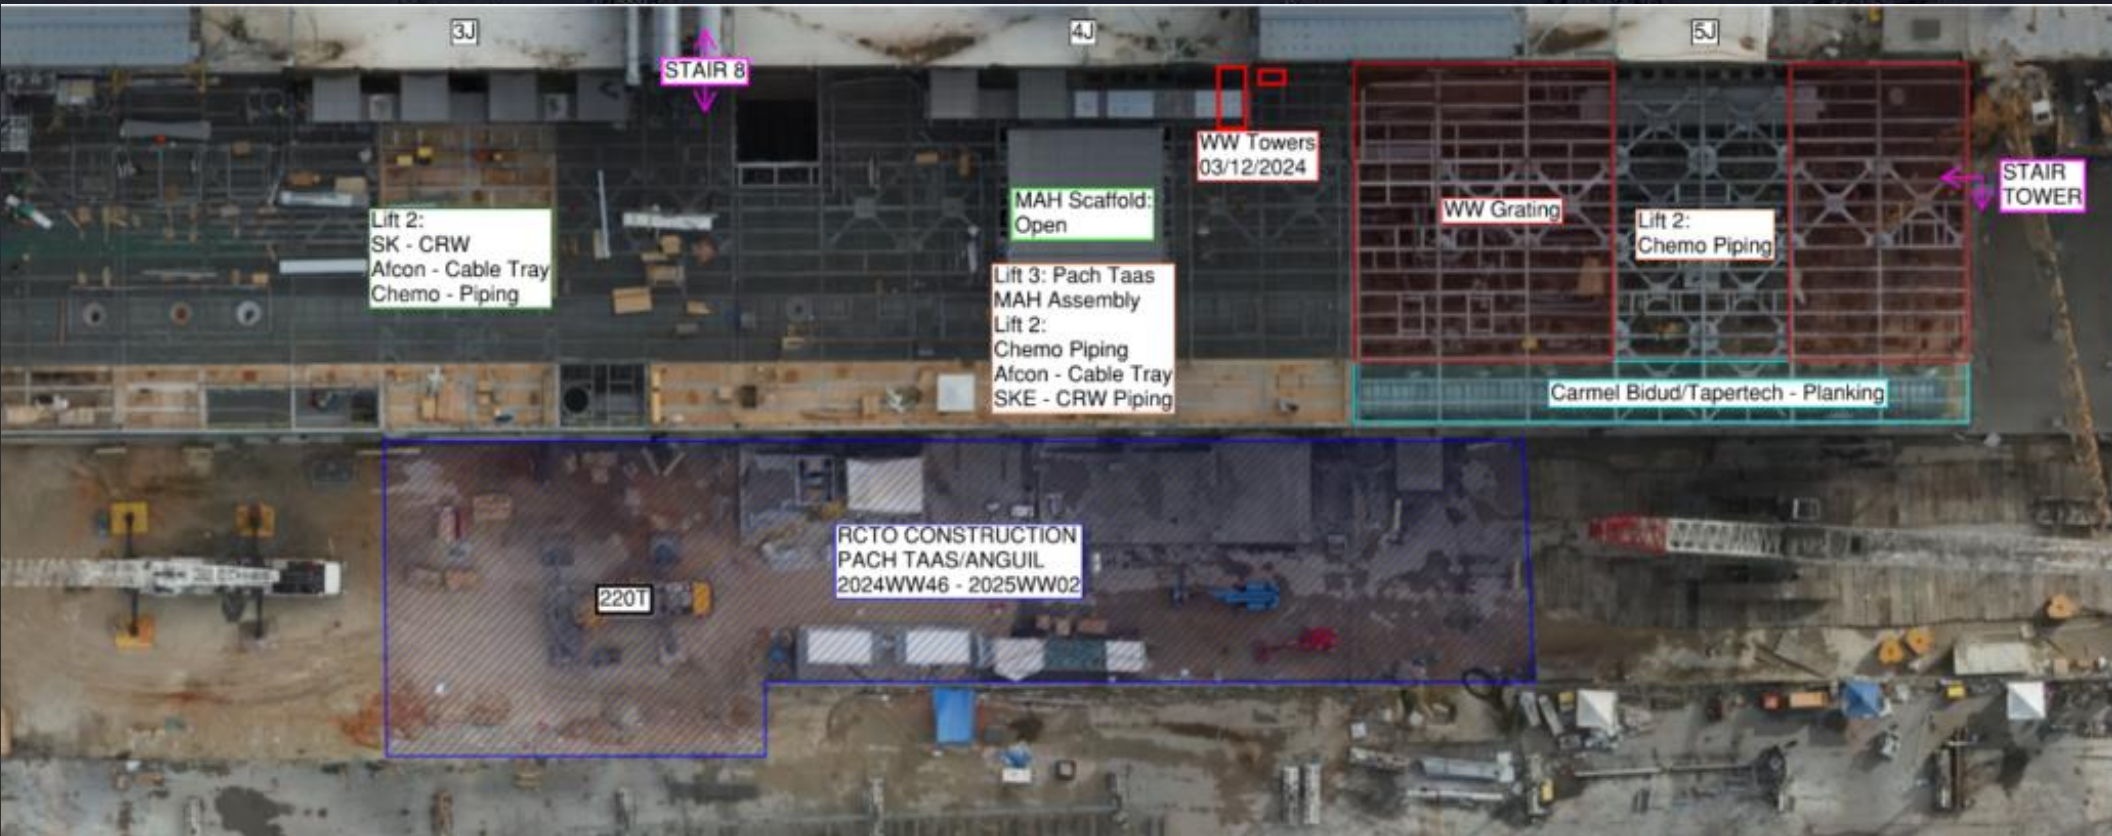 3J
4J
5J
STAIR 8
WW Towers
03/12/2024
STAIR
TOWER
MAH Scaffold:
Open
WW Grating
Lift 2:
SK - CRW
Afcon - Cable Tray
Chemo - Piping
Lift 2:
Chemo Piping
Lift 3: Pach Taas
MAH Assembly
Lift 2:
Chemo Piping
Afcon - Cable Tray
SKE - CRW Piping
Carmel Bidud/Tapertech - Planking
RCTO CONSTRUCTION
PACH TAAS/ANGUIL
2024WW46 - 2025WW02
220T